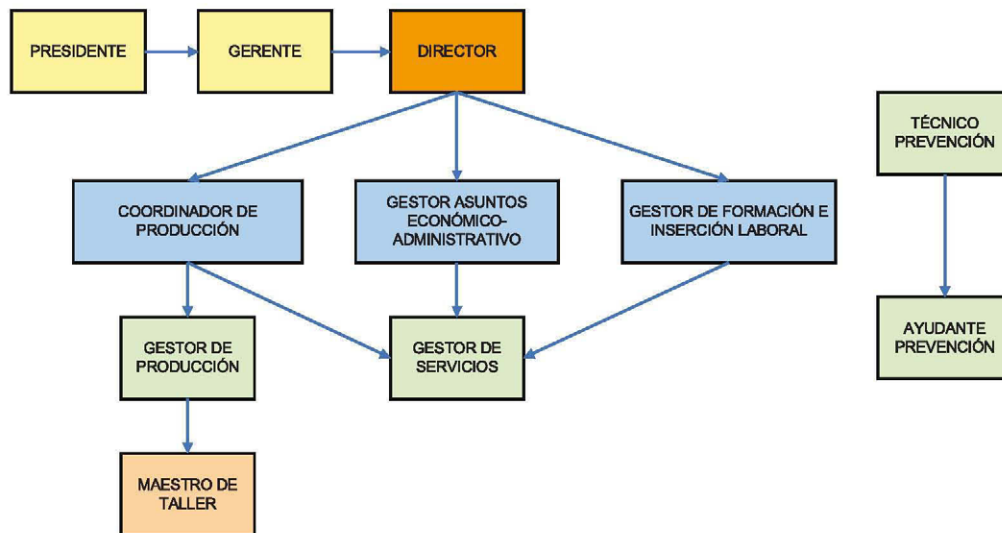 PRESIDENTE
GERENTE
DIRECTOR
TÉCNICO
PREVENCIÓN
COORDINADOR DE
PRODUCCIÓN
GESTOR ASUNTOS
ECONÓMICO-
ADMINISTRATIVO
GESTOR DE FORMACIÓN E
INSERCIÓN LABORAL
GESTOR DE
PRODUCCIÓN
GESTOR DE
SERVICIOS
AYUDANTE
PREVENCIÓN
MAESTRO DE
TALLER